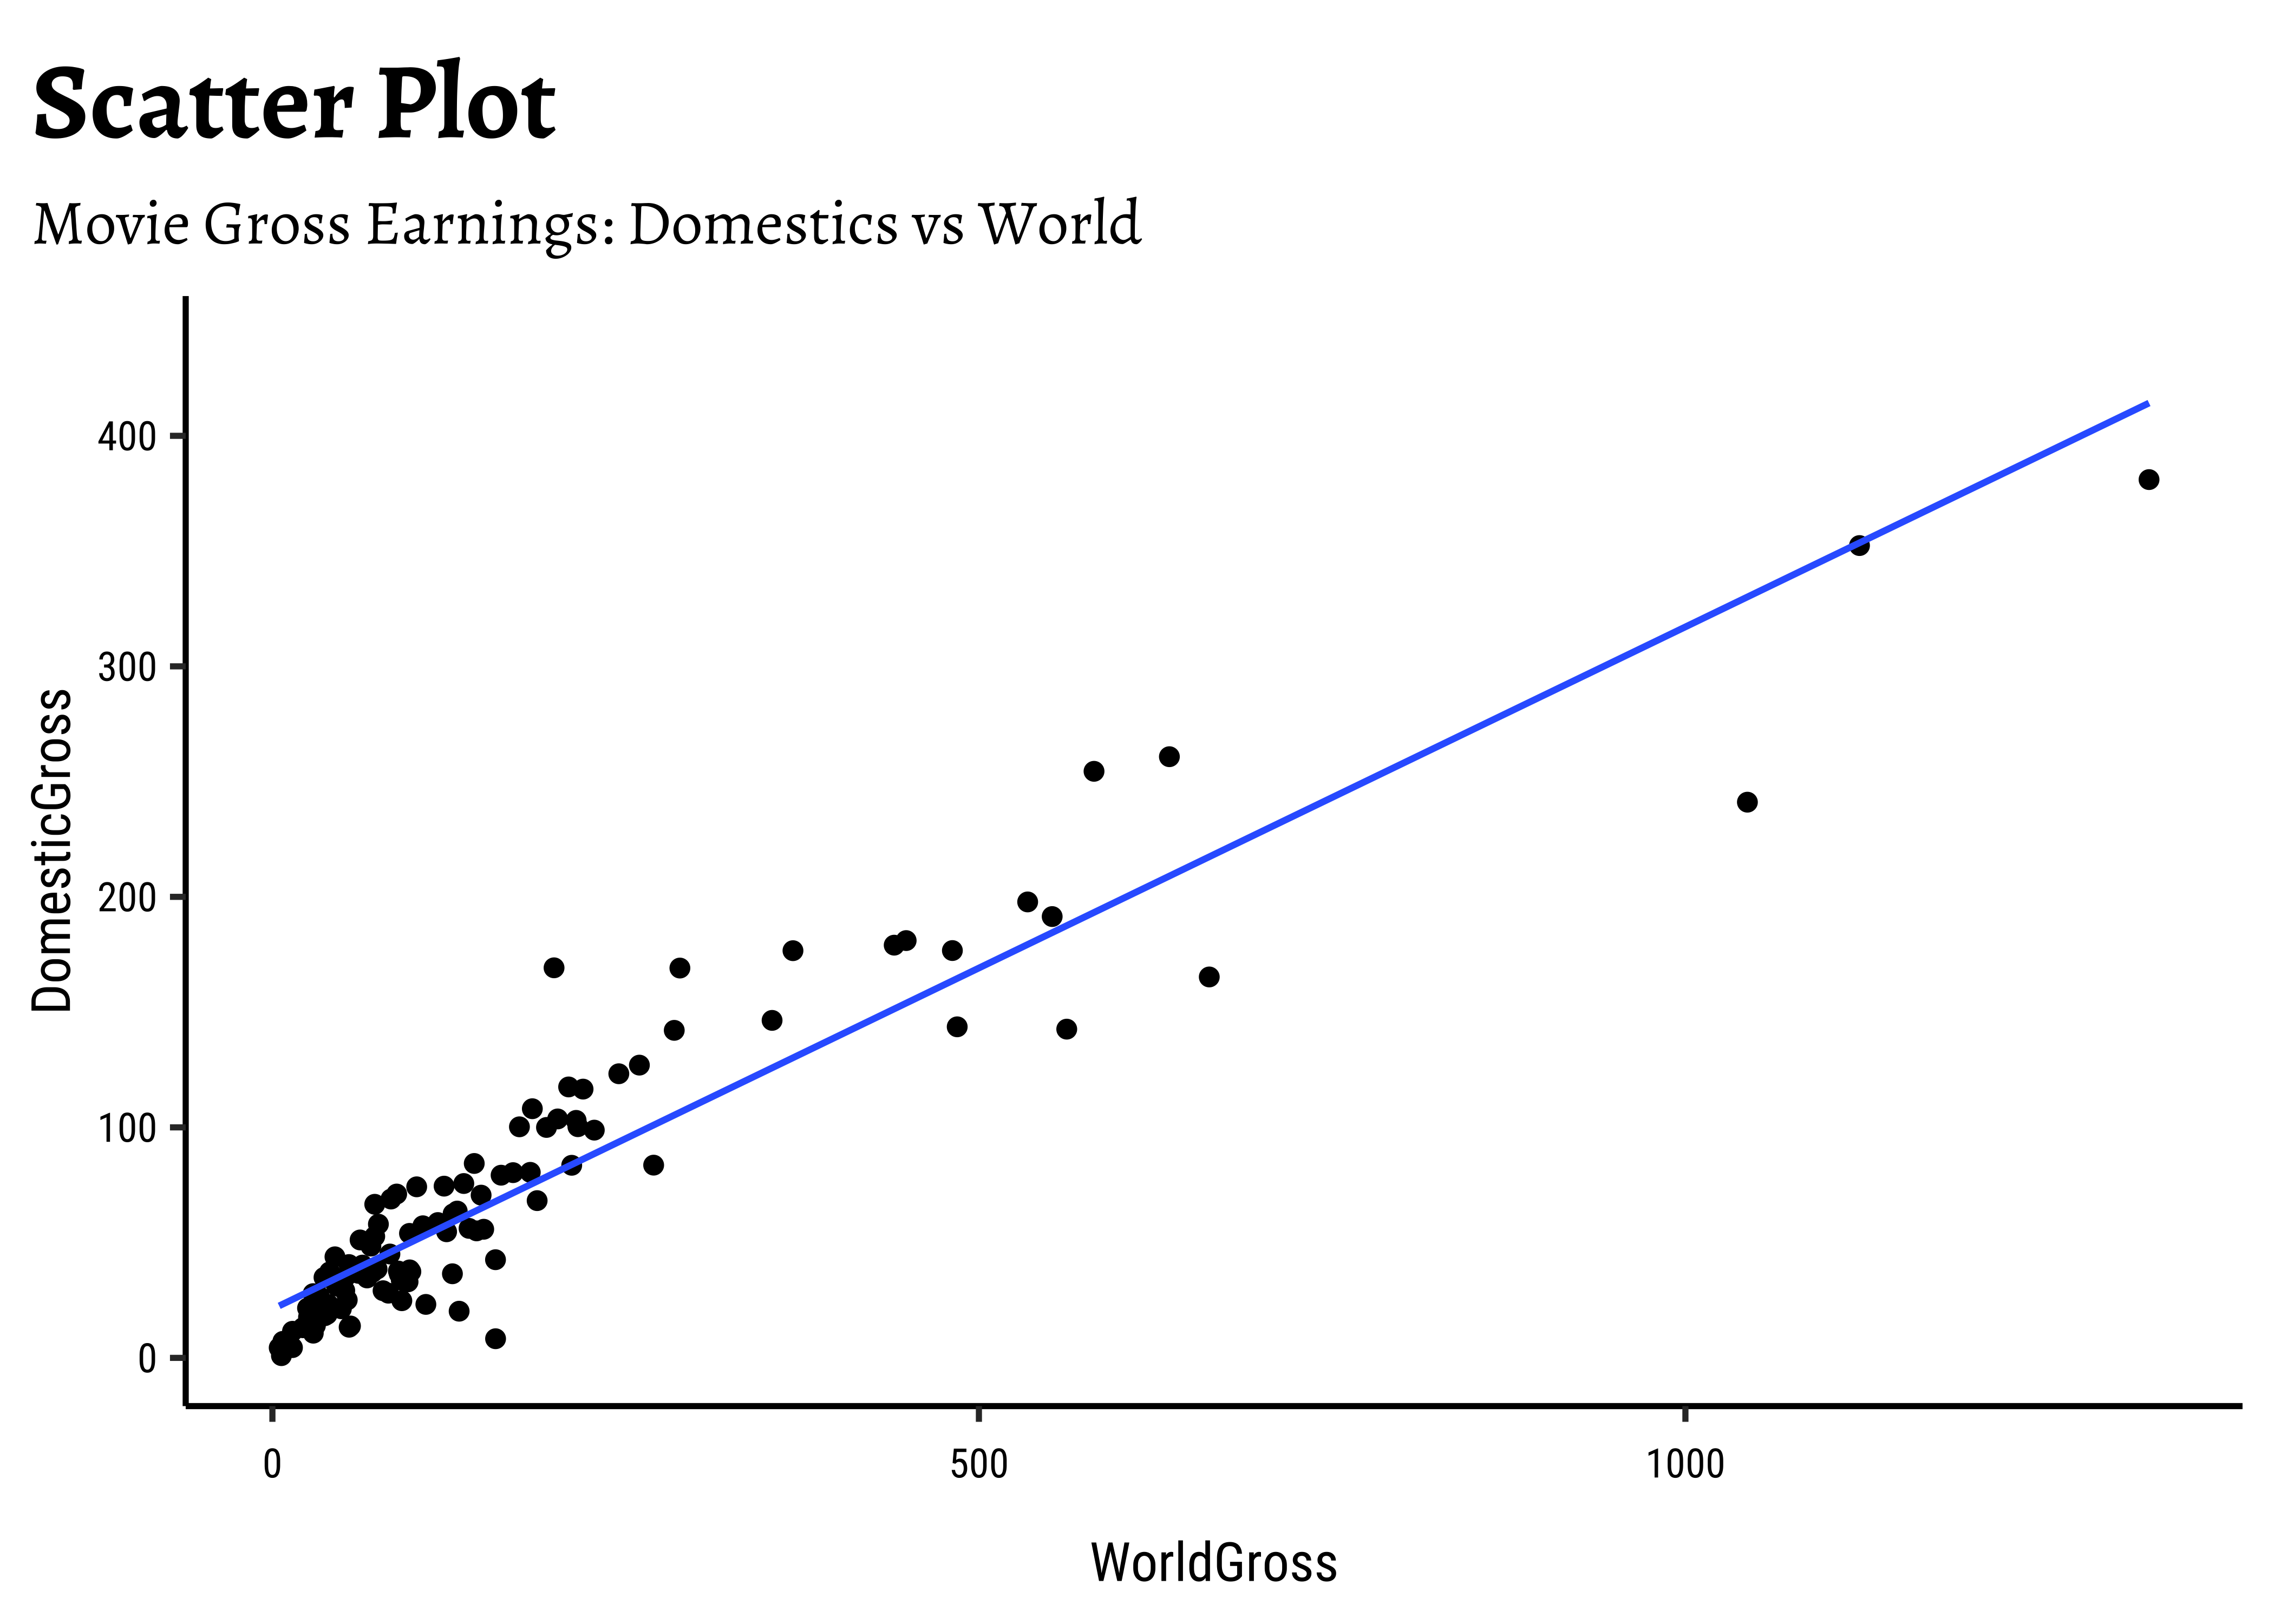 Scatter Plot
Movie Gross Earnings: Domestics vs World
DomesticGross
400
300
200
100
0
0 500 1000
WorldGross